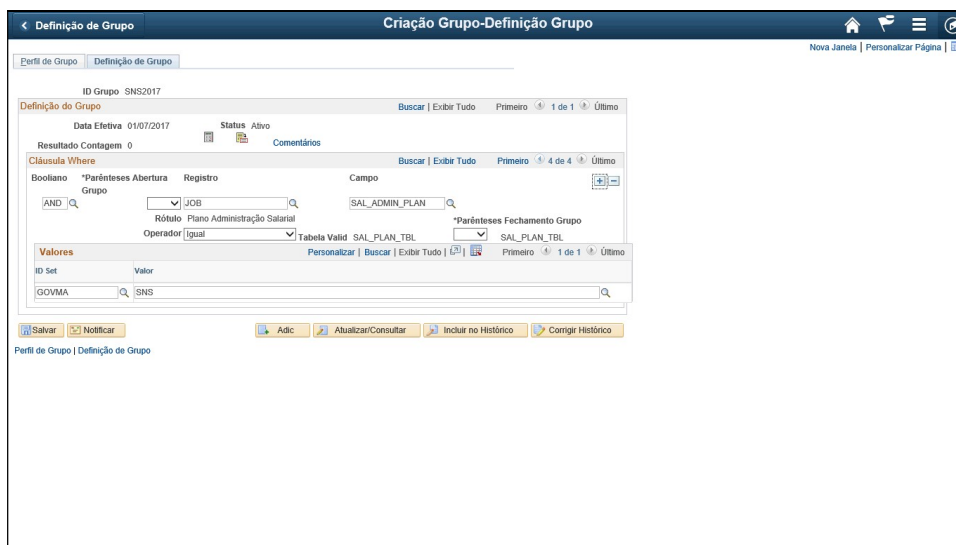 Definição de Grupo
Criação Grupo-Definição Grupo
Nova Janela | Personalizar Página |
Perfil de Grupo
Definição de Grupo
ID Grupo SNS2017
Definição do Grupo Buscar | Exibir Tudo Primeiro 1 de 1 Último
Data Efetiva 01/07/2017 Status Ativo
Resultado Contagem 0 Comentários
Cláusula Where Buscar | Exibir Tudo Primeiro 4 de 4 Último
Booliano *Parênteses Abertura Registro Campo
Grupo
AND JOB SAL_ADMIN_PLAN
Rótulo Plano Administração Salarial *Parênteses Fechamento Grupo
Operador Igual Tabela Valid SAL_PLAN_TBL SAL_PLAN_TBL
Valores Personalizar | Buscar | Exibir Tudo | | Primeiro 1 de 1 Último
ID Set Valor
GOVMA SNS
Salvar Notificar Adic Atualizar/Consultar Incluir no Histórico Corrigir Histórico
Perfil de Grupo | Definição de Grupo